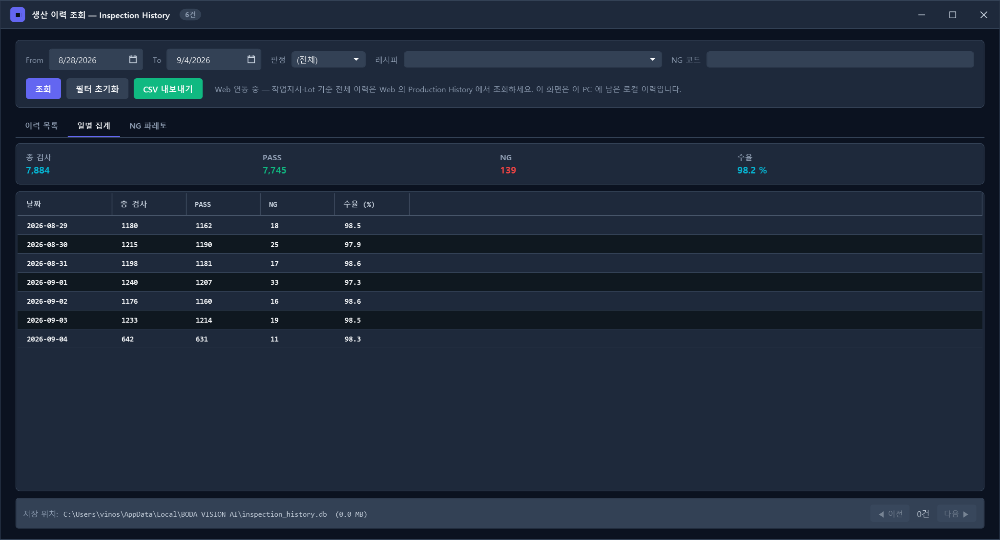 생산 이력 조회 — Inspection History 6건
From 8/28/2026 To 9/4/2026 판정 (전체) 레시피 NG 코드
조회 필터 초기화 CSV 내보내기 Web 연동 중 — 작업지시·Lot 기준 전체 이력은 Web 의 Production History 에서 조회하세요. 이 화면은 이 PC 에 남은 로컬 이력입니다.
이력 목록 일별 집계 NG 파레토
총 검사 PASS NG 수율
7,884 7,745 139 98.2 %
날짜 총 검사 PASS NG 수율 (%)
2026-08-29 1180 1162 18 98.5
2026-08-30 1215 1190 25 97.9
2026-08-31 1198 1181 17 98.6
2026-09-01 1240 1207 33 97.3
2026-09-02 1176 1160 16 98.6
2026-09-03 1233 1214 19 98.5
2026-09-04 642 631 11 98.3
저장 위치: C:\Users\vinos\AppData\Local\BODA VISION AI\inspection_history.db (0.0 MB) ◀ 이전 0건 다음 ▶